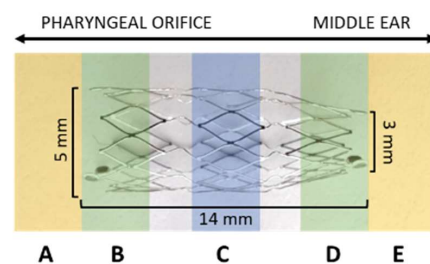 PHARYNGEAL ORIFICE MIDDLE EAR
5 mm
3 mm
14 mm
A B C D E